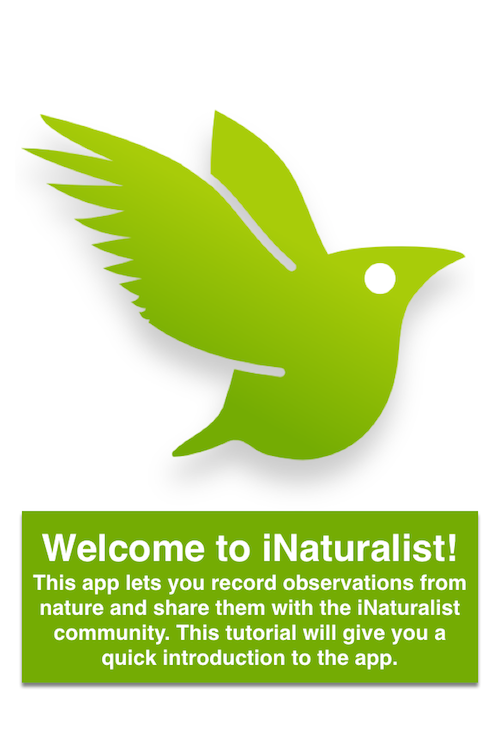 Welcome to iNaturalist!
This app lets you record observations from
nature and share them with the iNaturalist
community. This tutorial will give you a
quick introduction to the app.